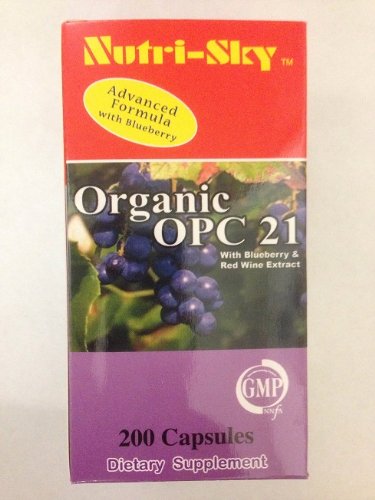 Nutri-Sky™
Advanced
Formula
with Blueberry
Organic
OPC 21
With Blueberry &
Red Wine Extract
GMP
NNFA
200 Capsules
Dietary Supplement